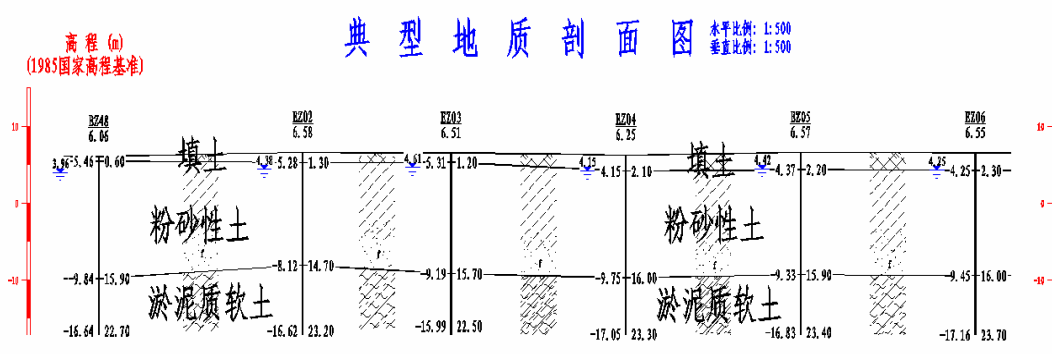 典型地质剖面图
水平比例: 1:500
垂直比例: 1:500
高程 (m)
(1985国家高程基准)
BZ48
6.06
BZ02
6.58
BZ03
6.51
BZ04
6.25
BZ05
6.57
BZ06
6.55
10
10
填土
填土
3.96
-5.46 0.60
4.38
-5.28 1.30
4.61
-5.31 1.20
4.15
-4.15 2.10
4.42
-4.37 2.20
4.25
-4.25 2.30
0
0
粉砂性土
粉砂性土
f
f
f
f
f
-9.84 15.90
-8.12 14.70
-9.19 15.70
-9.75 16.00
-9.33 15.90
-9.45 16.00
-10
-10
淤泥质软土
淤泥质软土
-16.64 22.70
-16.62 23.20
-15.99 22.50
-17.05 23.30
-16.83 23.40
-17.16 23.70